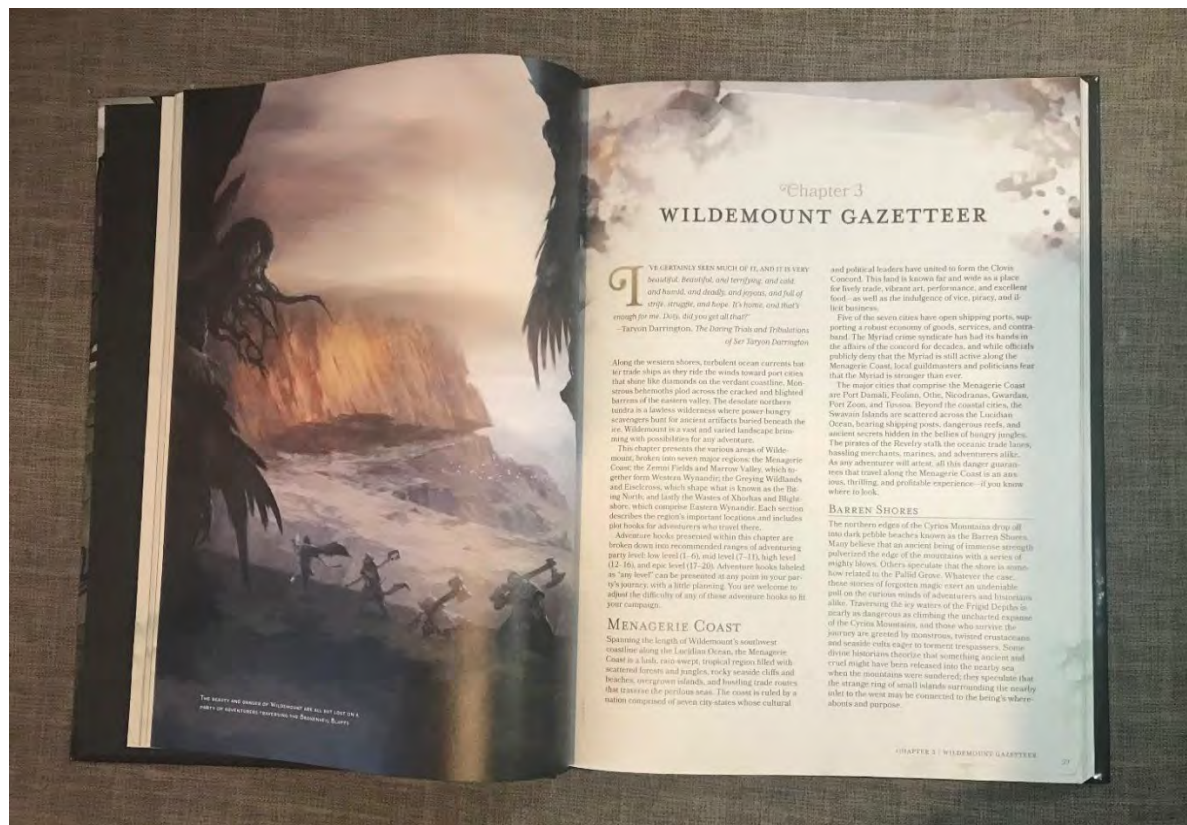 THE BEAUTY AND DANGER OF WILDEMOUNT ARE ALL BUT LOST ON A
PARTY OF ADVENTURERS TRAVERSING THE BROKENVEIL BLUFFS
Chapter 3
WILDEMOUNT GAZETTEER
I'VE CERTAINLY SEEN MUCH OF IT, AND IT IS VERY
beautiful. Beautiful, and terrifying, and cold,
and humid, and deadly, and joyous, and full of
strife, struggle, and hope. It's home, and that's
enough for me. Doty, did you get all that?"
—Taryon Darrington, The Daring Trials and Tribulations
of Ser Taryon Darrington
Along the western shores, turbulent ocean currents bat-
ter trade ships as they ride the winds toward port cities
that shine like diamonds on the verdant coastline. Mon-
strous behemoths plod across the cracked and blighted
barrens of the eastern valley. The desolate northern
tundra is a lawless wilderness where power-hungry
scavengers hunt for ancient artifacts buried beneath the
ice. Wildemount is a vast and varied landscape brim-
ming with possibilities for any adventure.
This chapter presents the various areas of Wilde-
mount, broken into seven major regions: the Menagerie
Coast; the Zemni Fields and Marrow Valley, which to-
gether form Western Wynandir; the Greying Wildlands
and Eiselcross, which shape what is known as the Bit-
ing North; and lastly the Wastes of Xhorhas and Blight-
shore, which comprise Eastern Wynandir. Each section
describes the region's important locations and includes
plot hooks for adventurers who travel there.
Adventure hooks presented within this chapter are
broken down into recommended ranges of adventuring
party level: low level (1–6), mid level (7–11), high level
(12–16), and epic level (17–20). Adventure hooks labeled
as "any level" can be presented at any point in your par-
ty's journey, with a little planning. You are welcome to
adjust the difficulty of any of these adventure hooks to fit
your campaign.
MENAGERIE COAST
Spanning the length of Wildemount's southwest
coastline along the Lucidian Ocean, the Menagerie
Coast is a lush, rain-swept, tropical region filled with
scattered forests and jungles, rocky seaside cliffs and
beaches, overgrown islands, and bustling trade routes
that traverse the perilous seas. The coast is ruled by a
nation comprised of seven city-states whose cultural
and political leaders have united to form the Clovis
Concord. This land is known far and wide as a place
for lively trade, vibrant art, performance, and excellent
food—as well as the indulgence of vice, piracy, and il-
licit business.
Five of the seven cities have open shipping ports, sup-
porting a robust economy of goods, services, and contra-
band. The Myriad crime syndicate has had its hands in
the affairs of the concord for decades, and while officials
publicly deny that the Myriad is still active along the
Menagerie Coast, local guildmasters and politicians fear
that the Myriad is stronger than ever.
The major cities that comprise the Menagerie Coast
are Port Damali, Feolinn, Othe, Nicodranas, Gwardan,
Port Zoon, and Tussoa. Beyond the coastal cities, the
Swavain Islands are scattered across the Lucidian
Ocean, bearing shipping posts, dangerous reefs, and
ancient secrets hidden in the bellies of hungry jungles.
The pirates of the Revelry stalk the oceanic trade lanes,
hassling merchants, marines, and adventurers alike.
As any adventurer will attest, all this danger guaran-
tees that travel along the Menagerie Coast is an anx-
ious, thrilling, and profitable experience—if you know
where to look.
BARREN SHORES
The northern edges of the Cyrios Mountains drop off
into dark pebble beaches known as the Barren Shores.
Many believe that an ancient being of immense strength
pulverized the edge of the mountains with a series of
mighty blows. Others speculate that the shore is some-
how related to the Pallid Grove. Whatever the case,
these stories of forgotten magic exert an undeniable
pull on the curious winds of adventurers and historians
alike. Traversing the icy waters of the Frigid Depths is
nearly as dangerous as climbing the uncharted expanse
of the Cyrios Mountains, and those who survive the
journey are greeted by monstrous, twisted crustaceans
and seaside cults eager to torment trespassers. Some
divine historians theorize that something ancient and
cruel might have been released into the nearby sea
when the mountains were sundered; they speculate that
the strange ring of small islands surrounding the nearby
inlet to the west may be connected to the being's where-
abouts and purpose.
CHAPTER 3 | WILDEMOUNT GAZETTEER